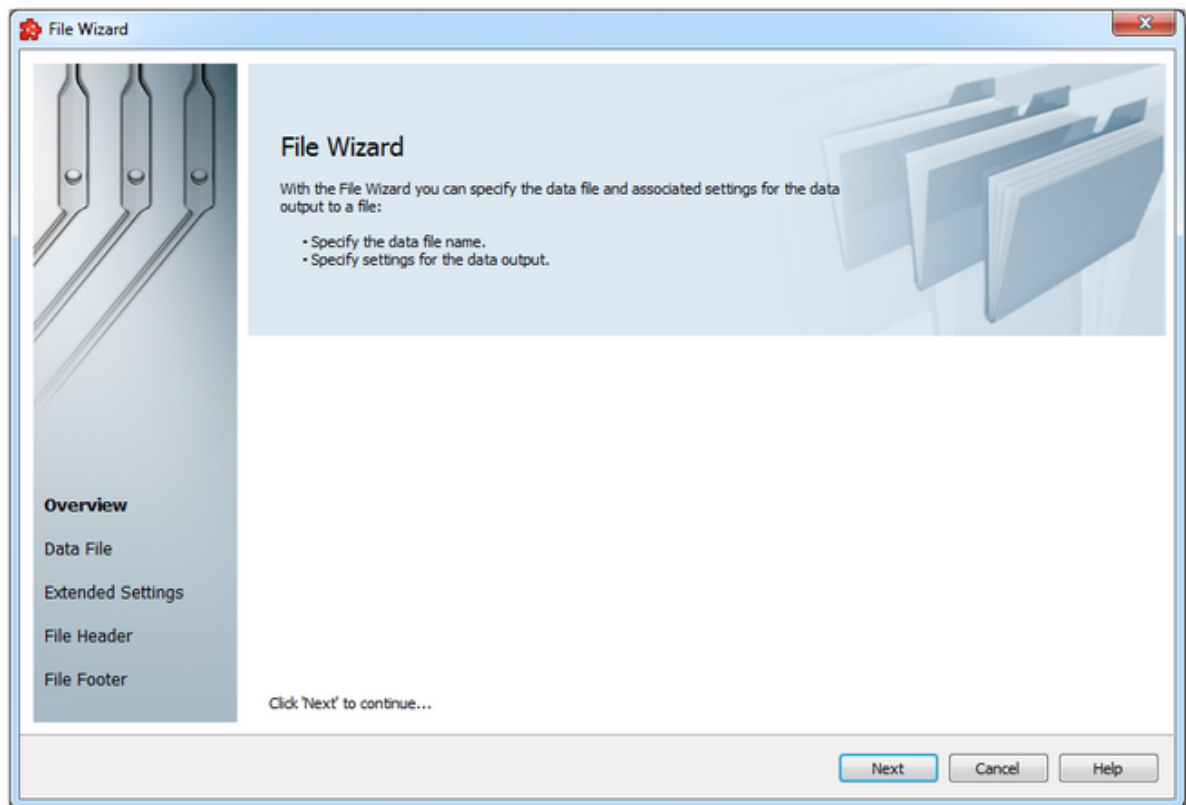 File Wizard
File Wizard
With the File Wizard you can specify the data file and associated settings for the data
output to a file:
• Specify the data file name.
• Specify settings for the data output.
Overview
Data File
Extended Settings
File Header
File Footer
Click 'Next' to continue...
Next Cancel Help